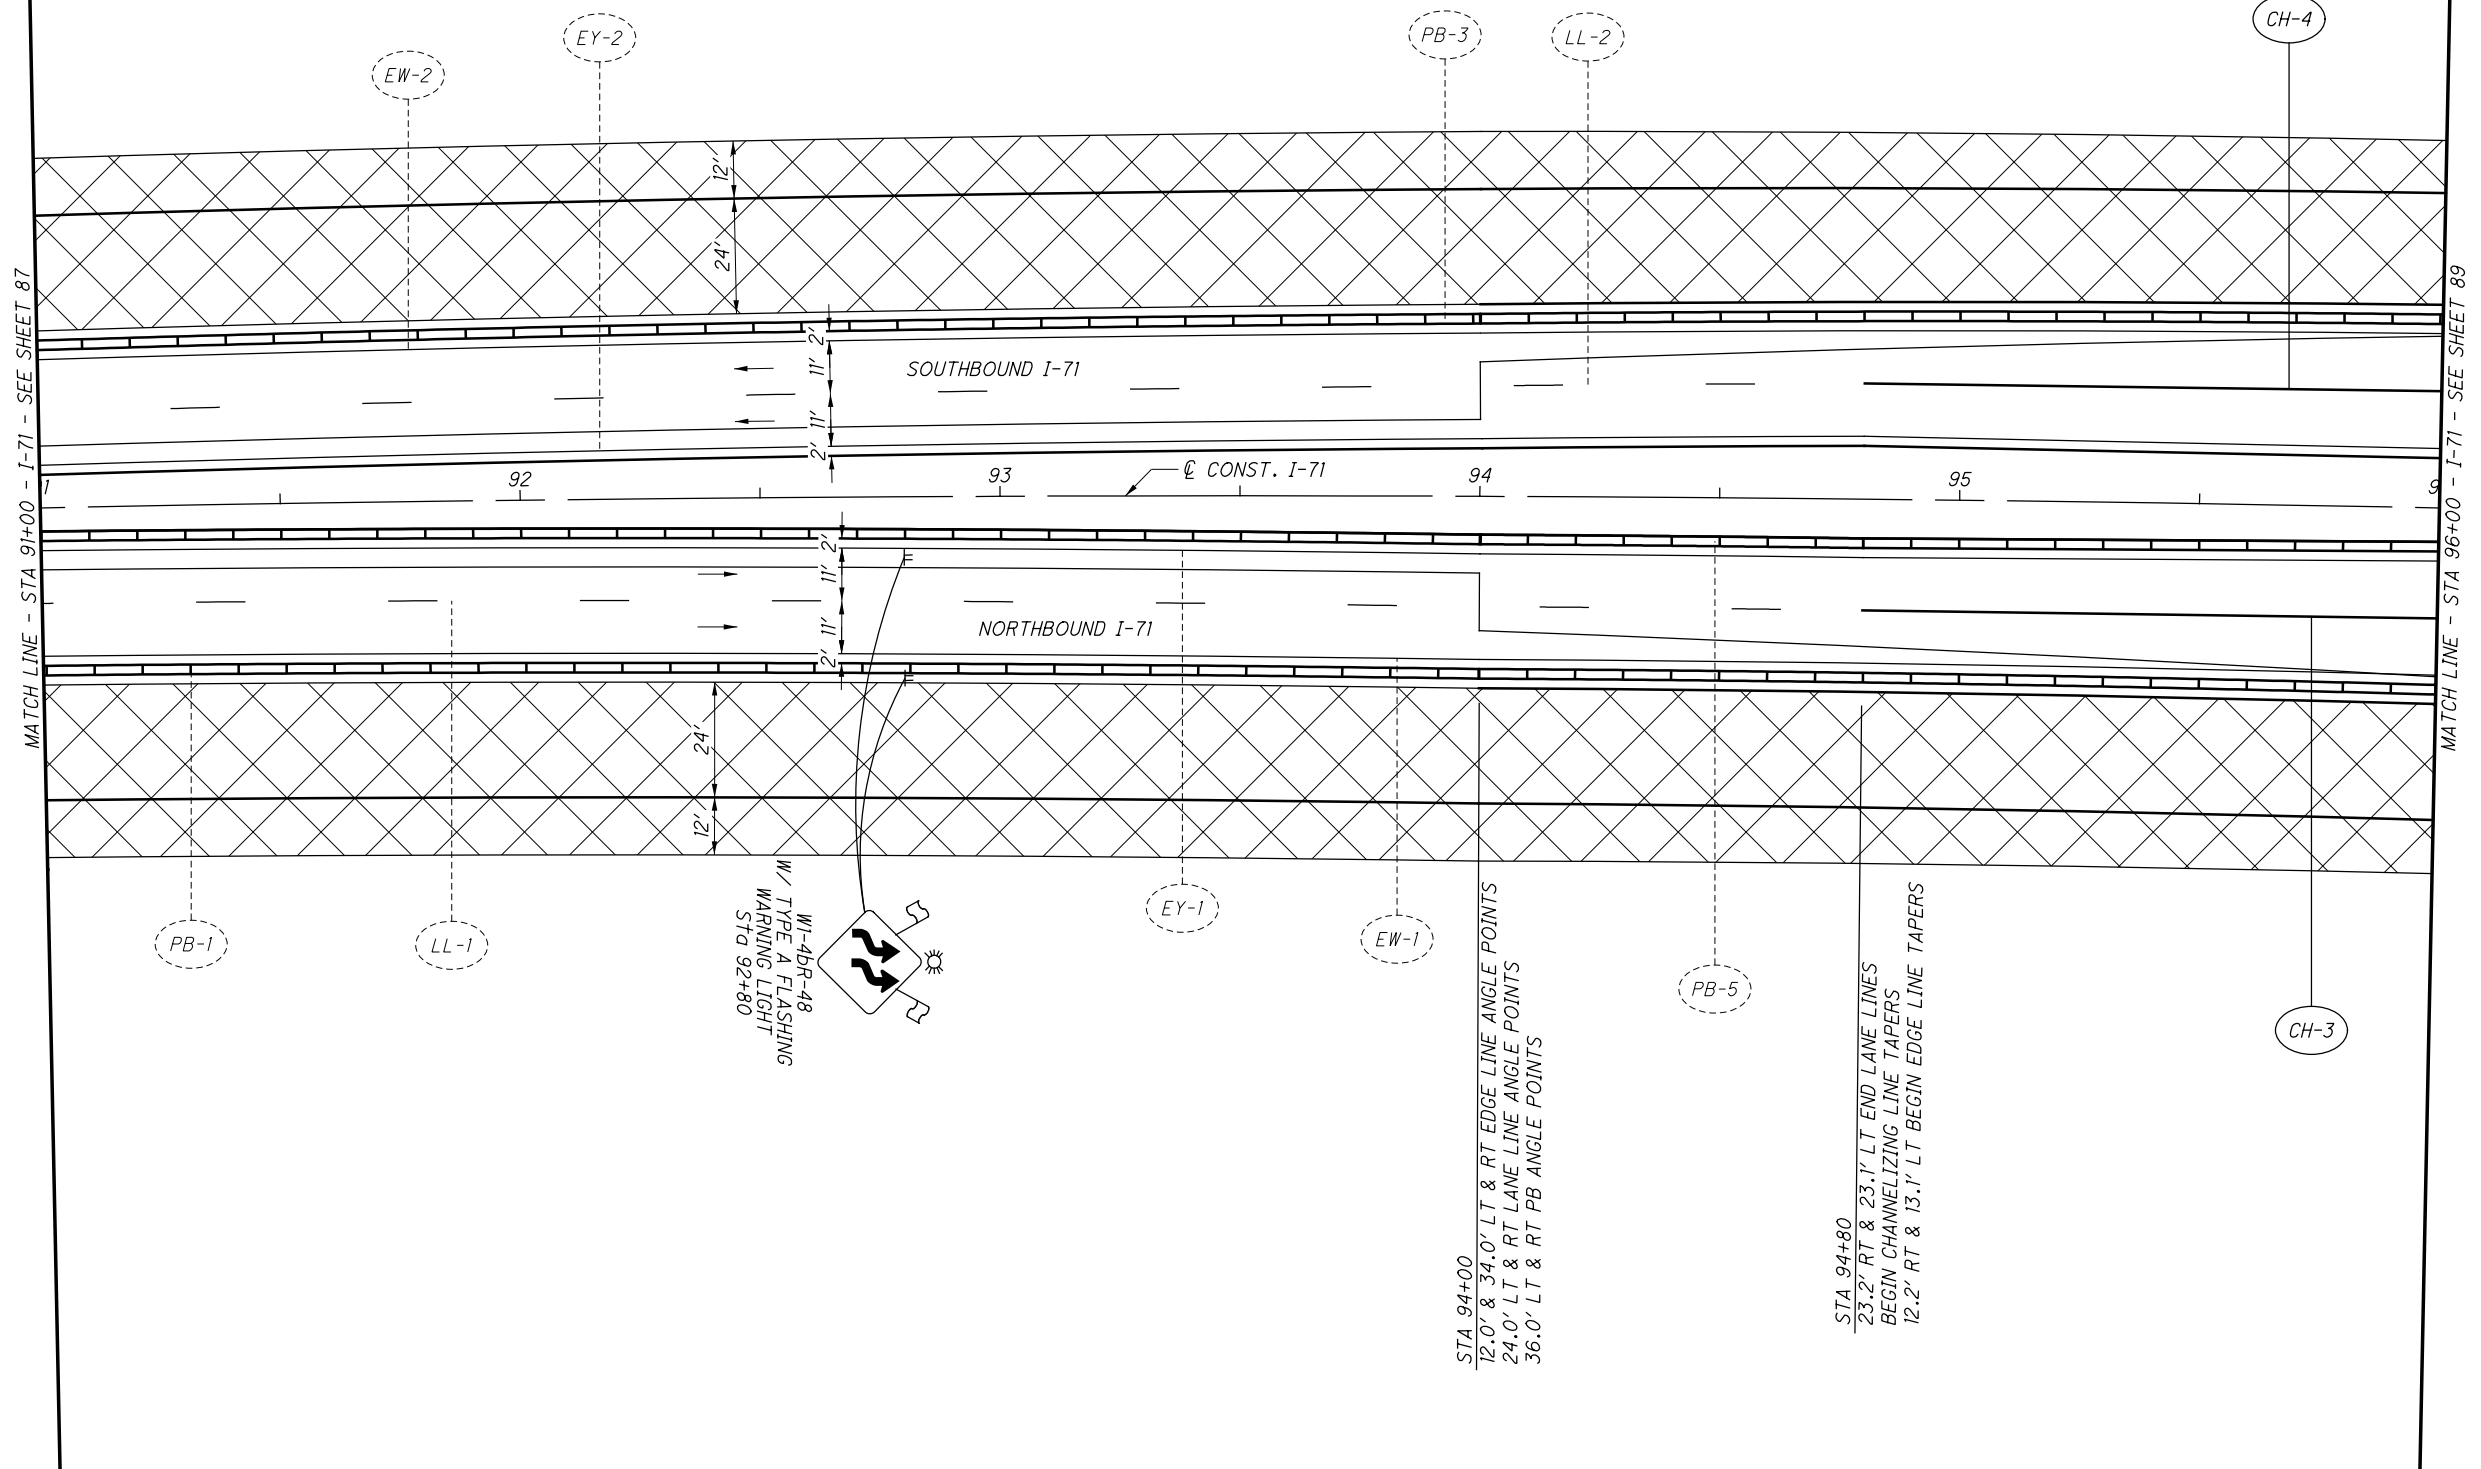 CH-4
EY-2
PB-3
LL-2
EW-2
12'
24'
2'
11'
11'
2'
SOUTHBOUND I-71
MATCH LINE - STA 91+00 - I-71 - SEE SHEET 87
MATCH LINE - STA 96+00 - I-71 - SEE SHEET 89
℄ CONST. I-71
1
92
93
94
95
9
2'
11'
11'
2'
NORTHBOUND I-71
24'
12'
PB-1
LL-1
EY-1
EW-1
PB-5
CH-3
W1-4bR-48
W/ TYPE A FLASHING
WARNING LIGHT
Sta 92+80
STA 94+00
12.0' & 34.0' LT & RT EDGE LINE ANGLE POINTS
24.0' LT & RT LANE LINE ANGLE POINTS
36.0' LT & RT PB ANGLE POINTS
STA 94+80
23.2' RT & 23.1' LT END LANE LINES
BEGIN CHANNELIZING LINE TAPERS
12.2' RT & 13.1' LT BEGIN EDGE LINE TAPERS